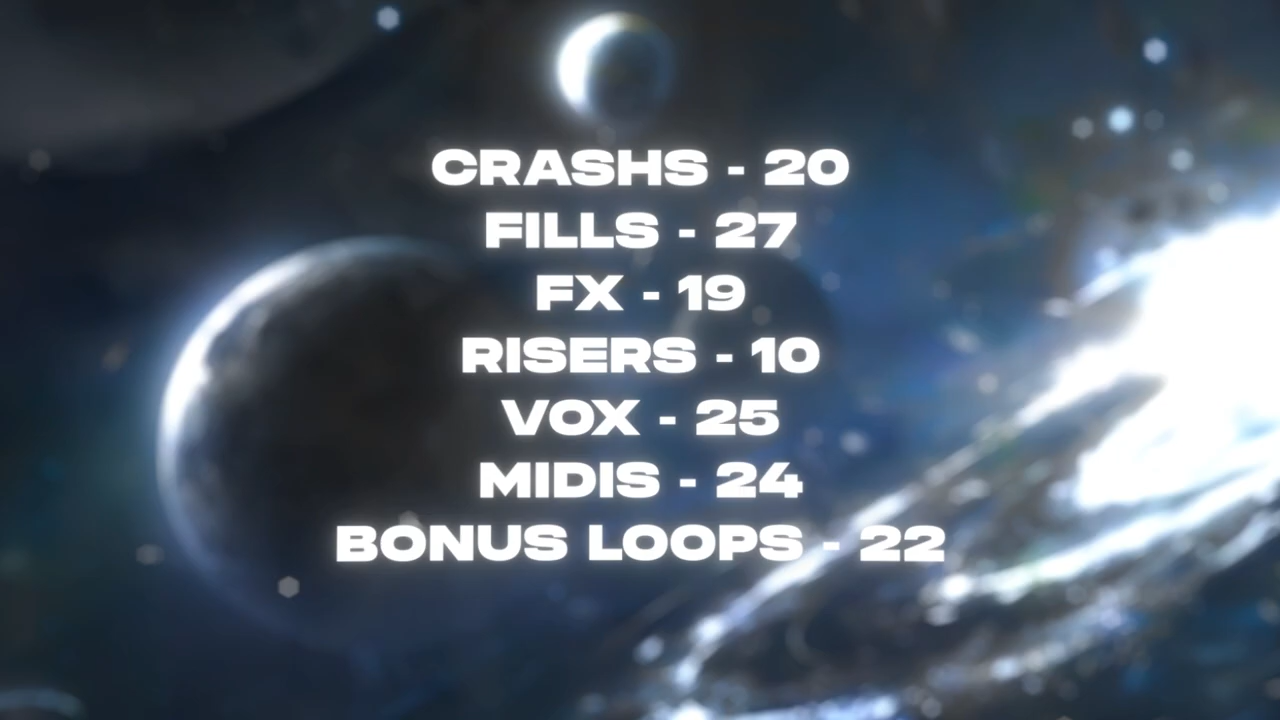 CRASHS - 20
FILLS - 27
FX - 19
RISERS - 10
VOX - 25
MIDIS - 24
BONUS LOOPS - 22